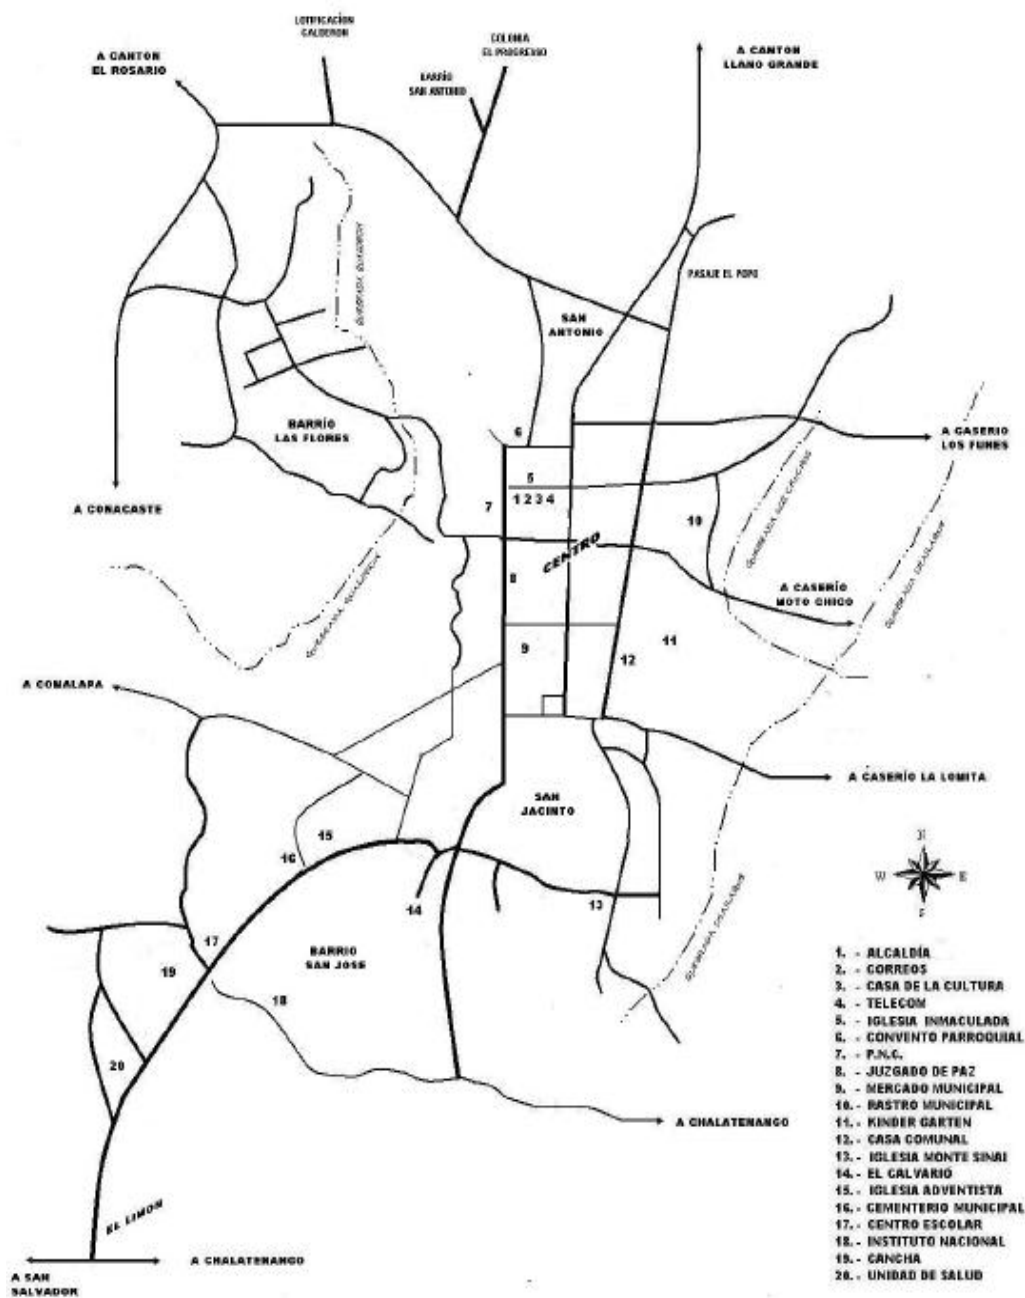 LOTIFICACÍON
CALDERON
COLONIA
EL PROGRESSO
A CANTON
EL ROSARIO
BARRÍO
SAN ANTONIO
A CANTON
LLANO GRANDE
PASAJE EL POPO
SAN
ANTONIO
BARRÍO
LAS FLORES
A CASERIO
LOS FUNES
A CONACASTE
6
5
1 2 3 4
7
10
CENTRO
8
A CASERÍO
MOTO CHICO
9
11
12
A COMALAPA
A CASERÍO LA LOMITA
SAN
JACINTO
15
16
14
13
N
W
E
S
17
BARRIO
SAN JOSE
19
18
20
A CHALATENANGO
EL LIMON
A CHALATENANGO
A SAN
SALVADOR
1. - ALCALDÍA
2. - CORREOS
3. - CASA DE LA CULTURA
4. - TELECOM
5. - IGLESIA INMACULADA
6. - CONVENTO PARROQUIAL
7. - P.N.C.
8. - JUZGADO DE PAZ
9. - MERCADO MUNICIPAL
10.- RASTRO MUNICIPAL
11.- KINDER GARTEN
12.- CASA COMUNAL
13.- IGLESIA MONTE SINAI
14.- EL CALVARIO
15.- IGLESIA ADVENTISTA
16.- CEMENTERIO MUNICIPAL
17.- CENTRO ESCOLAR
18.- INSTITUTO NACIONAL
19.- CANCHA
20.- UNIDAD DE SALUD